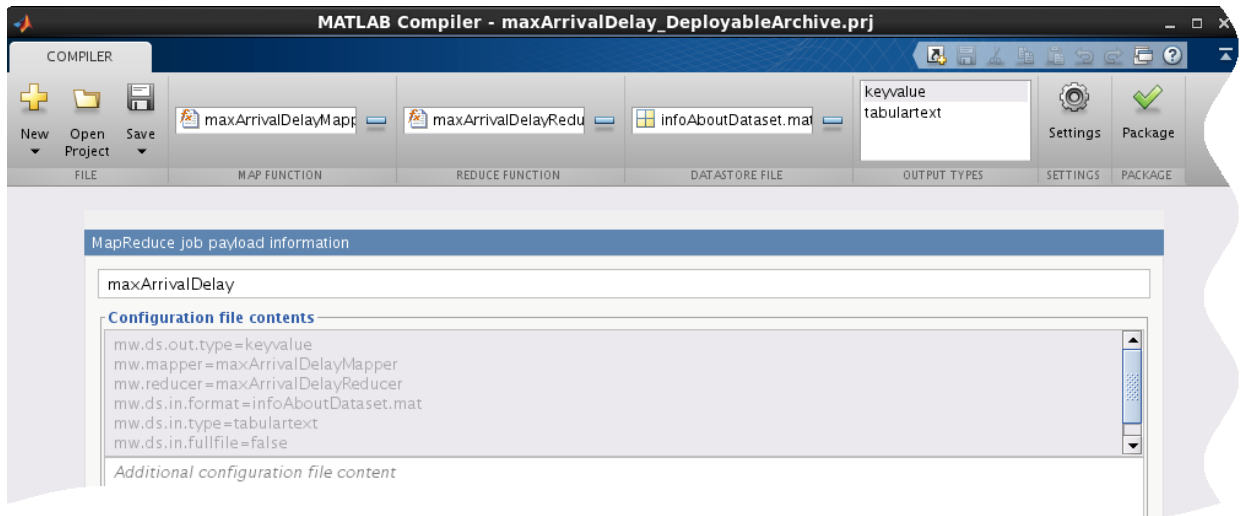 MATLAB Compiler - maxArrivalDelay_DeployableArchive.prj
COMPILER
New
Open Project
Save
FILE
maxArrivalDelayMapp
MAP FUNCTION
maxArrivalDelayRedu
REDUCE FUNCTION
infoAboutDataset.mat
DATASTORE FILE
keyvalue
tabulartext
OUTPUT TYPES
Settings
SETTINGS
Package
PACKAGE
MapReduce job payload information
maxArrivalDelay
Configuration file contents
mw.ds.out.type=keyvalue
mw.mapper=maxArrivalDelayMapper
mw.reducer=maxArrivalDelayReducer
mw.ds.in.format=infoAboutDataset.mat
mw.ds.in.type=tabulartext
mw.ds.in.fullfile=false
Additional configuration file content